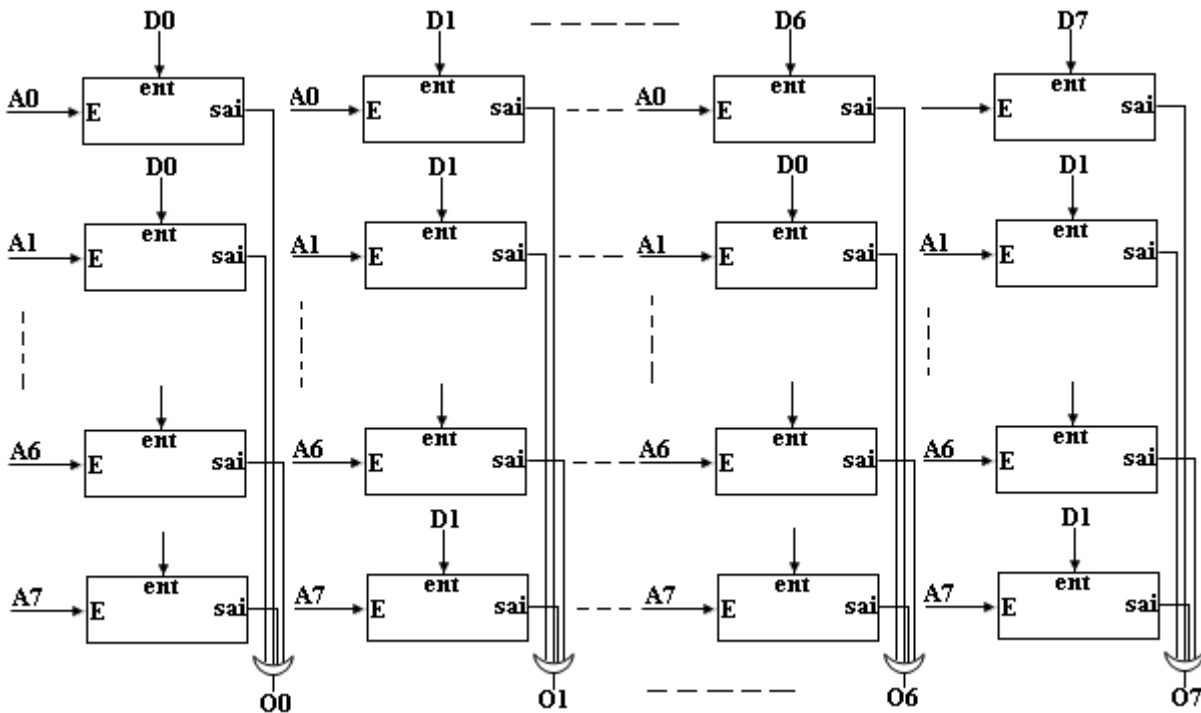 D0 D1 D6 D7
ent ent ent ent
A0 E sai A0 E sai A0 E sai E sai
D0 D1 D0 D1
ent ent ent ent
A1 E sai A1 E sai A1 E sai A1 E sai
ent ent ent ent
A6 E sai A6 E sai A6 E sai A6 E sai
D1 D1
ent ent ent ent
A7 E sai A7 E sai A7 E sai A7 E sai
O0 O1 O6 O7